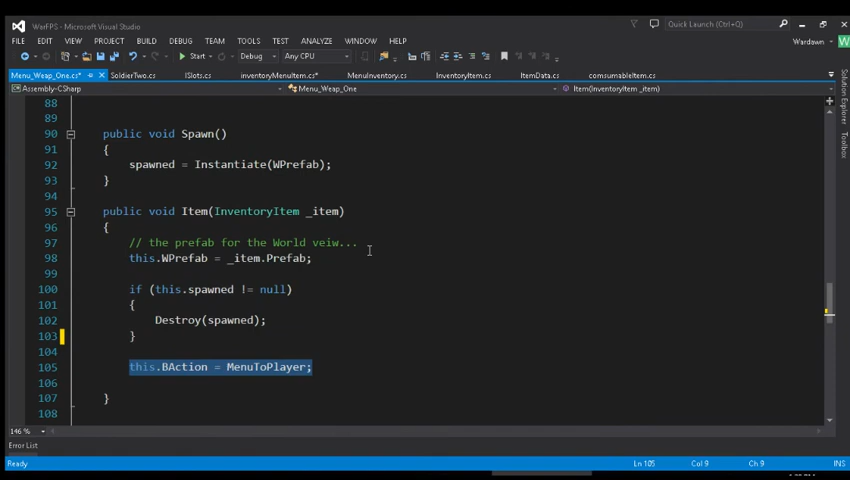 WarFPS - Microsoft Visual Studio
Quick Launch (Ctrl+Q)
FILE EDIT VIEW PROJECT BUILD DEBUG TEAM TOOLS TEST ANALYZE WINDOW HELP
Wardawn W
Start Debug Any CPU
Menu_Weap_One.cs* SoldierTwo.cs ISlots.cs inventoryMenuItem.cs* MenuInventory.cs InventoryItem.cs ItemData.cs comsumableItem.cs
Assembly-CSharp Menu_Weap_One Item(InventoryItem _item)
88
89
90 public void Spawn()
91 {
92 spawned = Instantiate(WPrefab);
93 }
94
95 public void Item(InventoryItem _item)
96 {
97 // the prefab for the World veiw...
98 this.WPrefab = _item.Prefab;
99
100 if (this.spawned != null)
101 {
102 Destroy(spawned);
103 }
104
105 this.BAction = MenuToPlayer;
106
107 }
108
Solution Explorer
Toolbox
146 %
Error List
Ready Ln 105 Col 9 Ch 9 INS